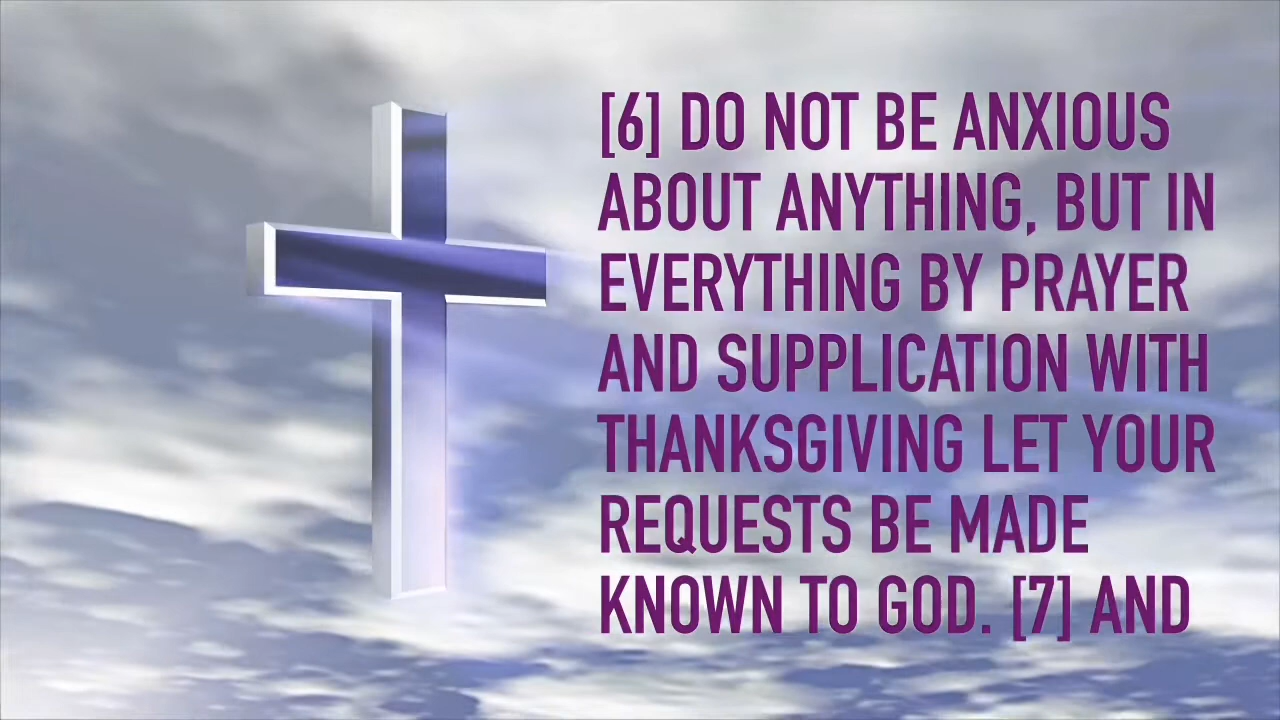 [6] DO NOT BE ANXIOUS
ABOUT ANYTHING, BUT IN
EVERYTHING BY PRAYER
AND SUPPLICATION WITH
THANKSGIVING LET YOUR
REQUESTS BE MADE
KNOWN TO GOD. [7] AND